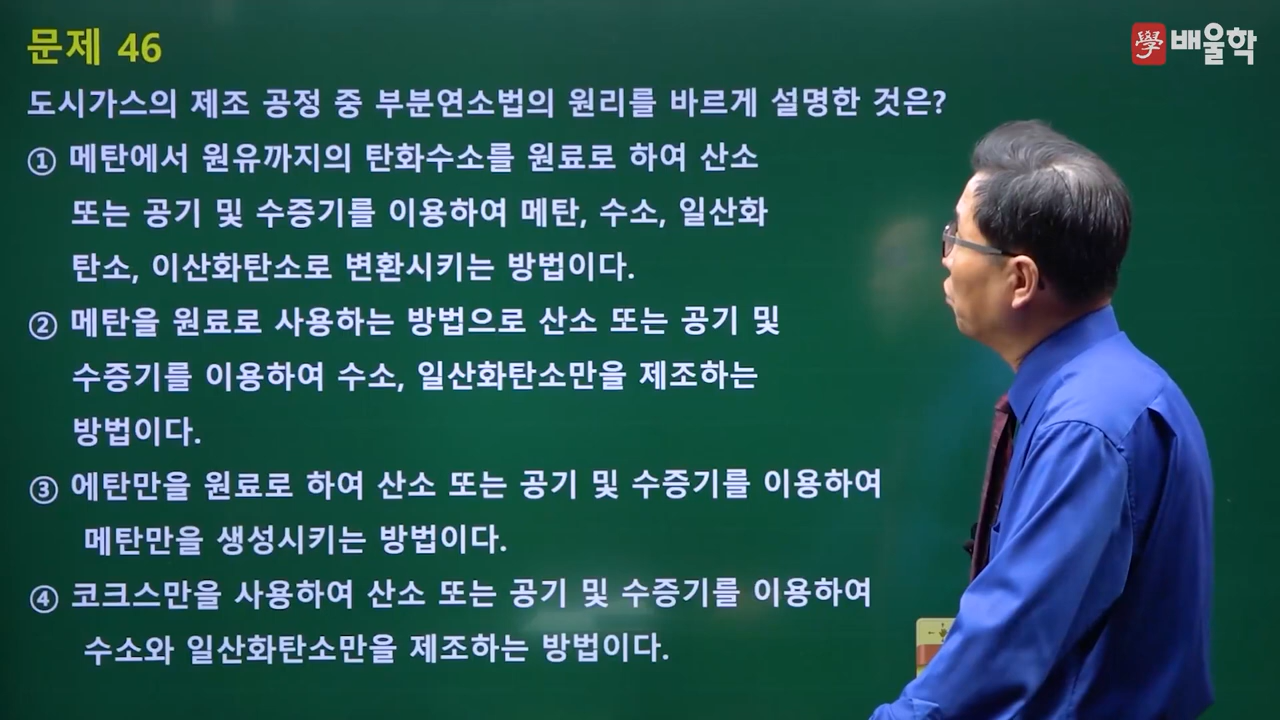 문제 46
學 배울학
도시가스의 제조 공정 중 부분연소법의 원리를 바르게 설명한 것은?
① 메탄에서 원유까지의 탄화수소를 원료로 하여 산소
또는 공기 및 수증기를 이용하여 메탄, 수소, 일산화
탄소, 이산화탄소로 변환시키는 방법이다.
② 메탄을 원료로 사용하는 방법으로 산소 또는 공기 및
수증기를 이용하여 수소, 일산화탄소만을 제조하는
방법이다.
③ 에탄만을 원료로 하여 산소 또는 공기 및 수증기를 이용하여
메탄만을 생성시키는 방법이다.
④ 코크스만을 사용하여 산소 또는 공기 및 수증기를 이용하여
수소와 일산화탄소만을 제조하는 방법이다.